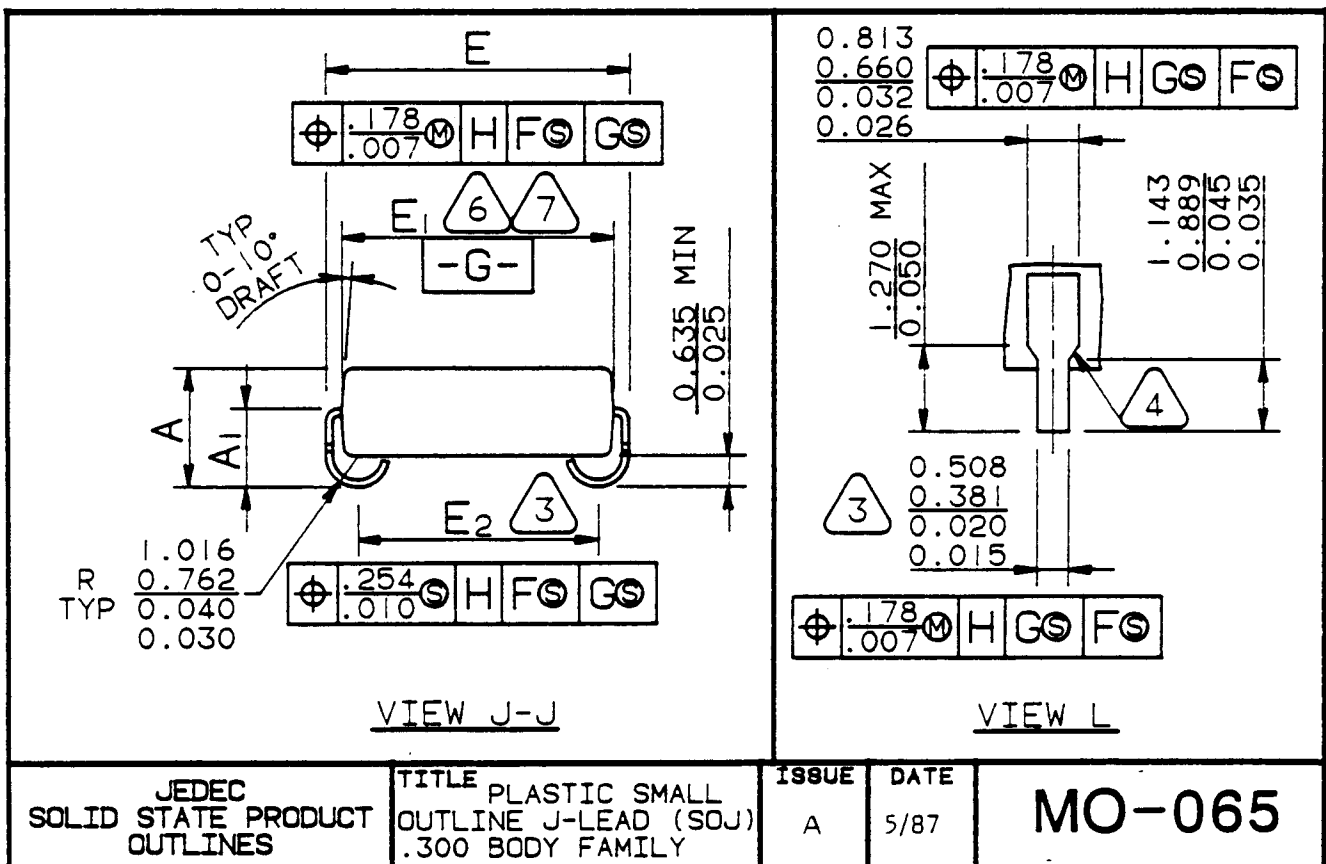 E
⌖ .178 Ⓜ H F Ⓢ G Ⓢ
.007
E1 6 7
-G-
TYP
0-10°
DRAFT
0.635 MIN
0.025
A
A1
E2 3
R TYP
1.016
0.762
0.040
0.030
⌖ .254 Ⓢ H F Ⓢ G Ⓢ
.010
VIEW J-J
0.813
0.660
0.032
0.026
⌖ .178 Ⓜ H G Ⓢ F Ⓢ
.007
1.270 MAX
0.050
1.143
0.889
0.045
0.035
4
3
0.508
0.381
0.020
0.015
⌖ .178 Ⓜ H G Ⓢ F Ⓢ
.007
VIEW L
JEDEC
SOLID STATE PRODUCT
OUTLINES
TITLE PLASTIC SMALL
OUTLINE J-LEAD (SOJ)
.300 BODY FAMILY
ISSUE
A
DATE
5/87
MO-065